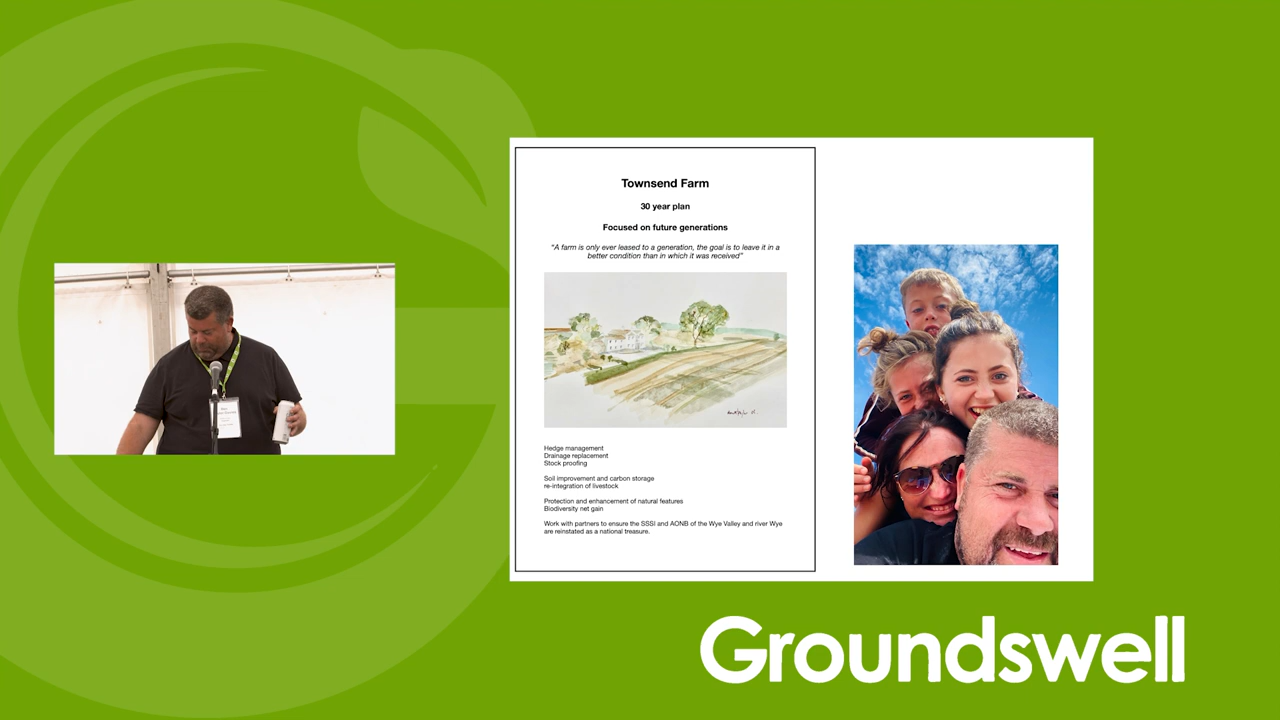 Townsend Farm
30 year plan
Focused on future generations
“A farm is only ever leased to a generation, the goal is to leave it in a
better condition than in which it was received”
Hedge management
Drainage replacement
Stock proofing
Soil improvement and carbon storage
re-integration of livestock
Protection and enhancement of natural features
Biodiversity net gain
Work with partners to ensure the SSSI and AONB of the Wye Valley and river Wye
are reinstated as a national treasure.
Groundswell